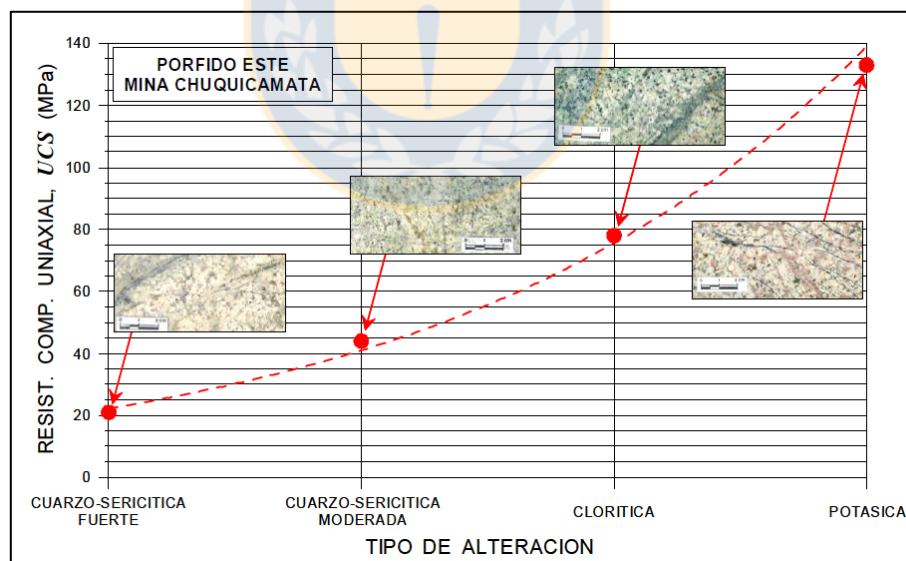 PORFIDO ESTE
MINA CHUQUICAMATA
RESIST. COMP. UNIAXIAL, UCS (MPa)
140
120
100
80
60
40
20
0
CUARZO-SERICITICA
FUERTE
CUARZO-SERICITICA
MODERADA
CLORITICA
POTASICA
TIPO DE ALTERACION